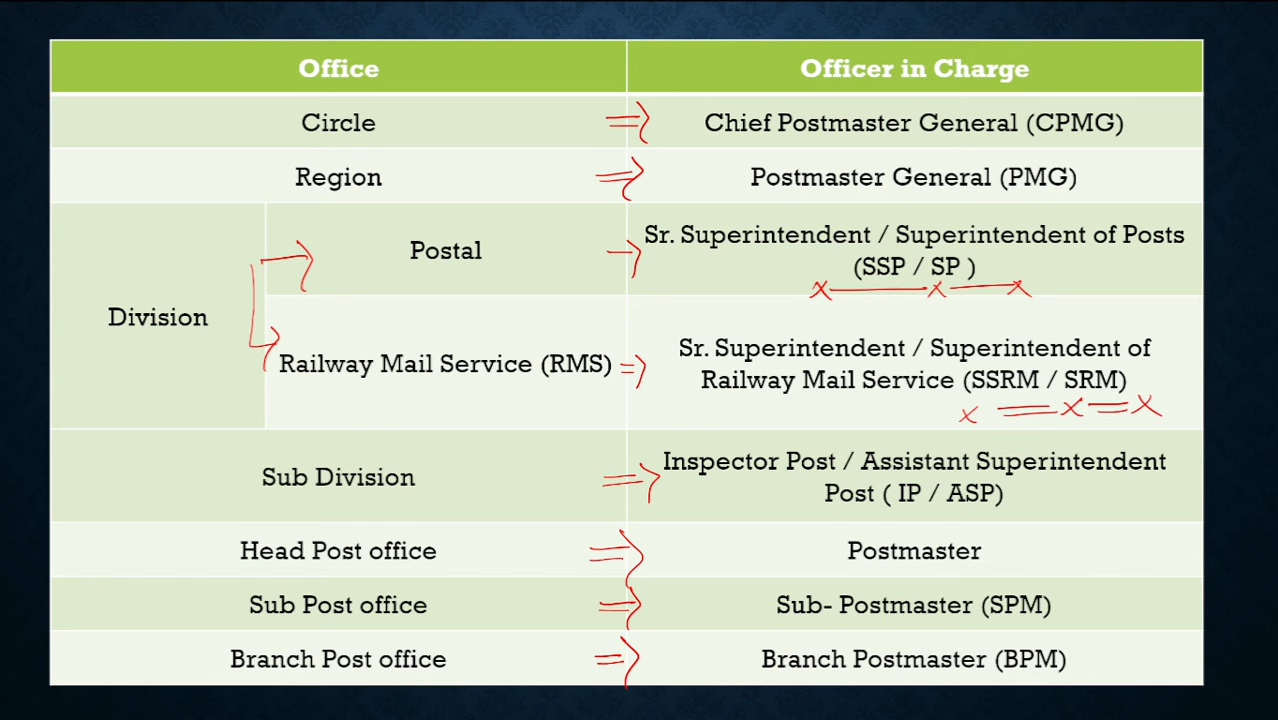 Office
Officer in Charge
Circle
Chief Postmaster General (CPMG)
Region
Postmaster General (PMG)
Division
Postal
Sr. Superintendent / Superintendent of Posts
(SSP / SP )
Railway Mail Service (RMS)
Sr. Superintendent / Superintendent of
Railway Mail Service (SSRM / SRM)
Sub Division
Inspector Post / Assistant Superintendent
Post ( IP / ASP)
Head Post office
Postmaster
Sub Post office
Sub- Postmaster (SPM)
Branch Post office
Branch Postmaster (BPM)